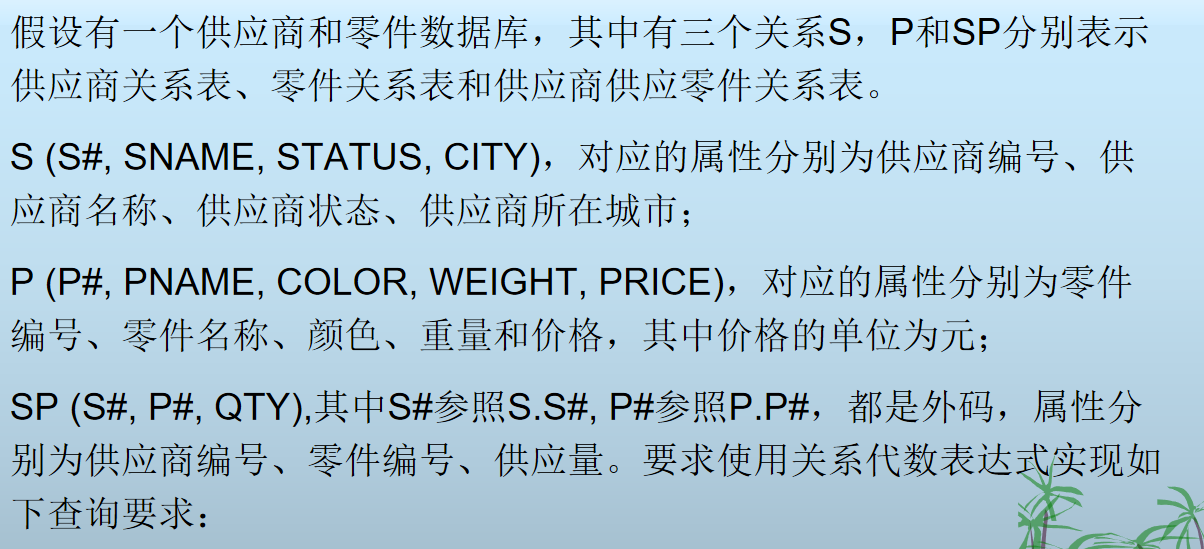 假设有一个供应商和零件数据库，其中有三个关系S，P和SP分别表示
供应商关系表、零件关系表和供应商供应零件关系表。
S (S#, SNAME, STATUS, CITY)，对应的属性分别为供应商编号、供
应商名称、供应商状态、供应商所在城市；
P (P#, PNAME, COLOR, WEIGHT, PRICE)，对应的属性分别为零件
编号、零件名称、颜色、重量和价格，其中价格的单位为元；
SP (S#, P#, QTY),其中S#参照S.S#, P#参照P.P#，都是外码，属性分
别为供应商编号、零件编号、供应量。要求使用关系代数表达式实现如
下查询要求：